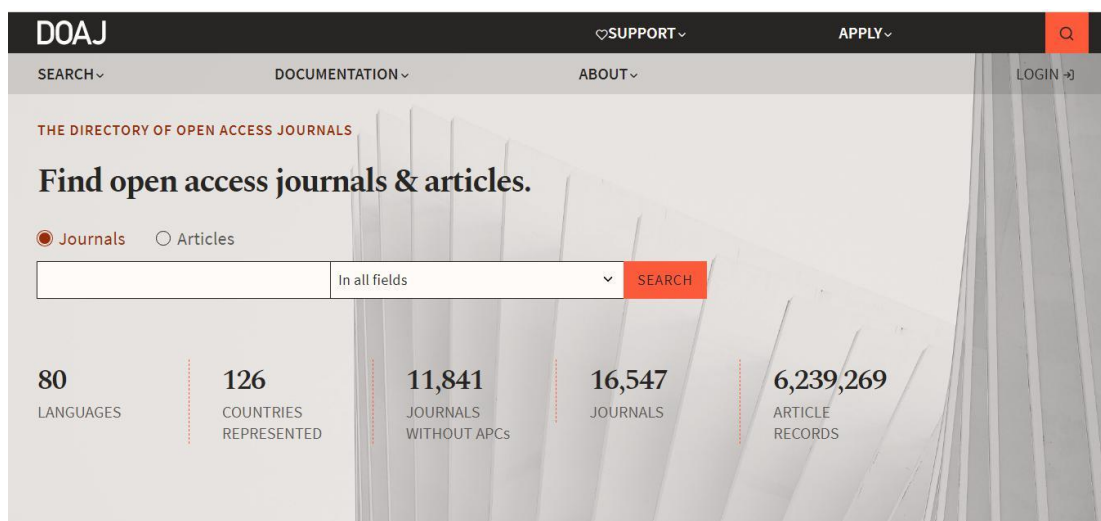 DOAJ
SUPPORT
APPLY
SEARCH
DOCUMENTATION
ABOUT
LOGIN
THE DIRECTORY OF OPEN ACCESS JOURNALS
Find open access journals & articles.
Journals
Articles
In all fields
SEARCH
80
LANGUAGES
126
COUNTRIES
REPRESENTED
11,841
JOURNALS
WITHOUT APCs
16,547
JOURNALS
6,239,269
ARTICLE
RECORDS